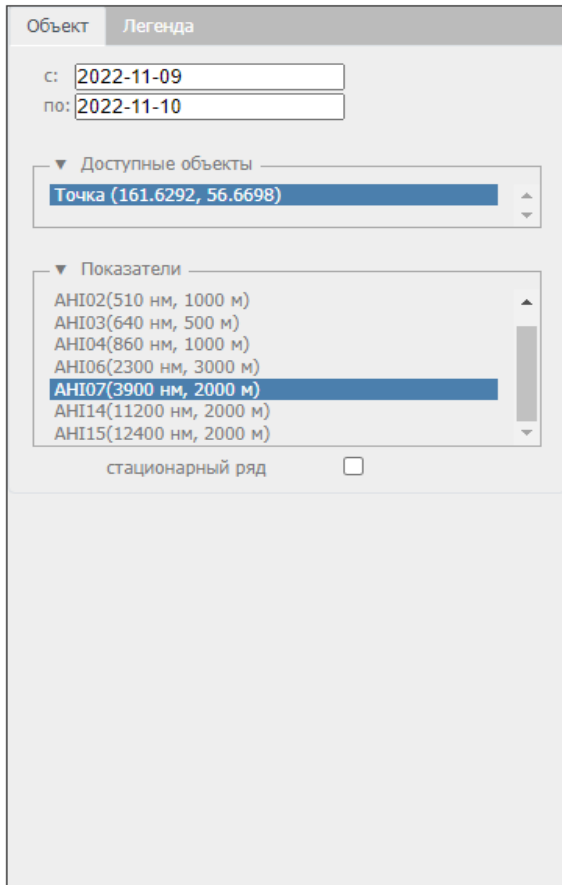 Объект Легенда
с: 2022-11-09
по: 2022-11-10
▼ Доступные объекты
Точка (161.6292, 56.6698)
▼ Показатели
AHI02(510 нм, 1000 м)
AHI03(640 нм, 500 м)
AHI04(860 нм, 1000 м)
AHI06(2300 нм, 3000 м)
AHI07(3900 нм, 2000 м)
AHI14(11200 нм, 2000 м)
AHI15(12400 нм, 2000 м)
стационарный ряд